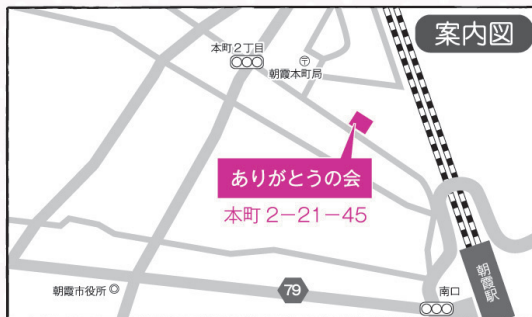 案内図
本町2丁目
〒
朝霞本町局
ありがとうの会
本町 2−21−45
朝霞市役所
79
南口
朝霞駅